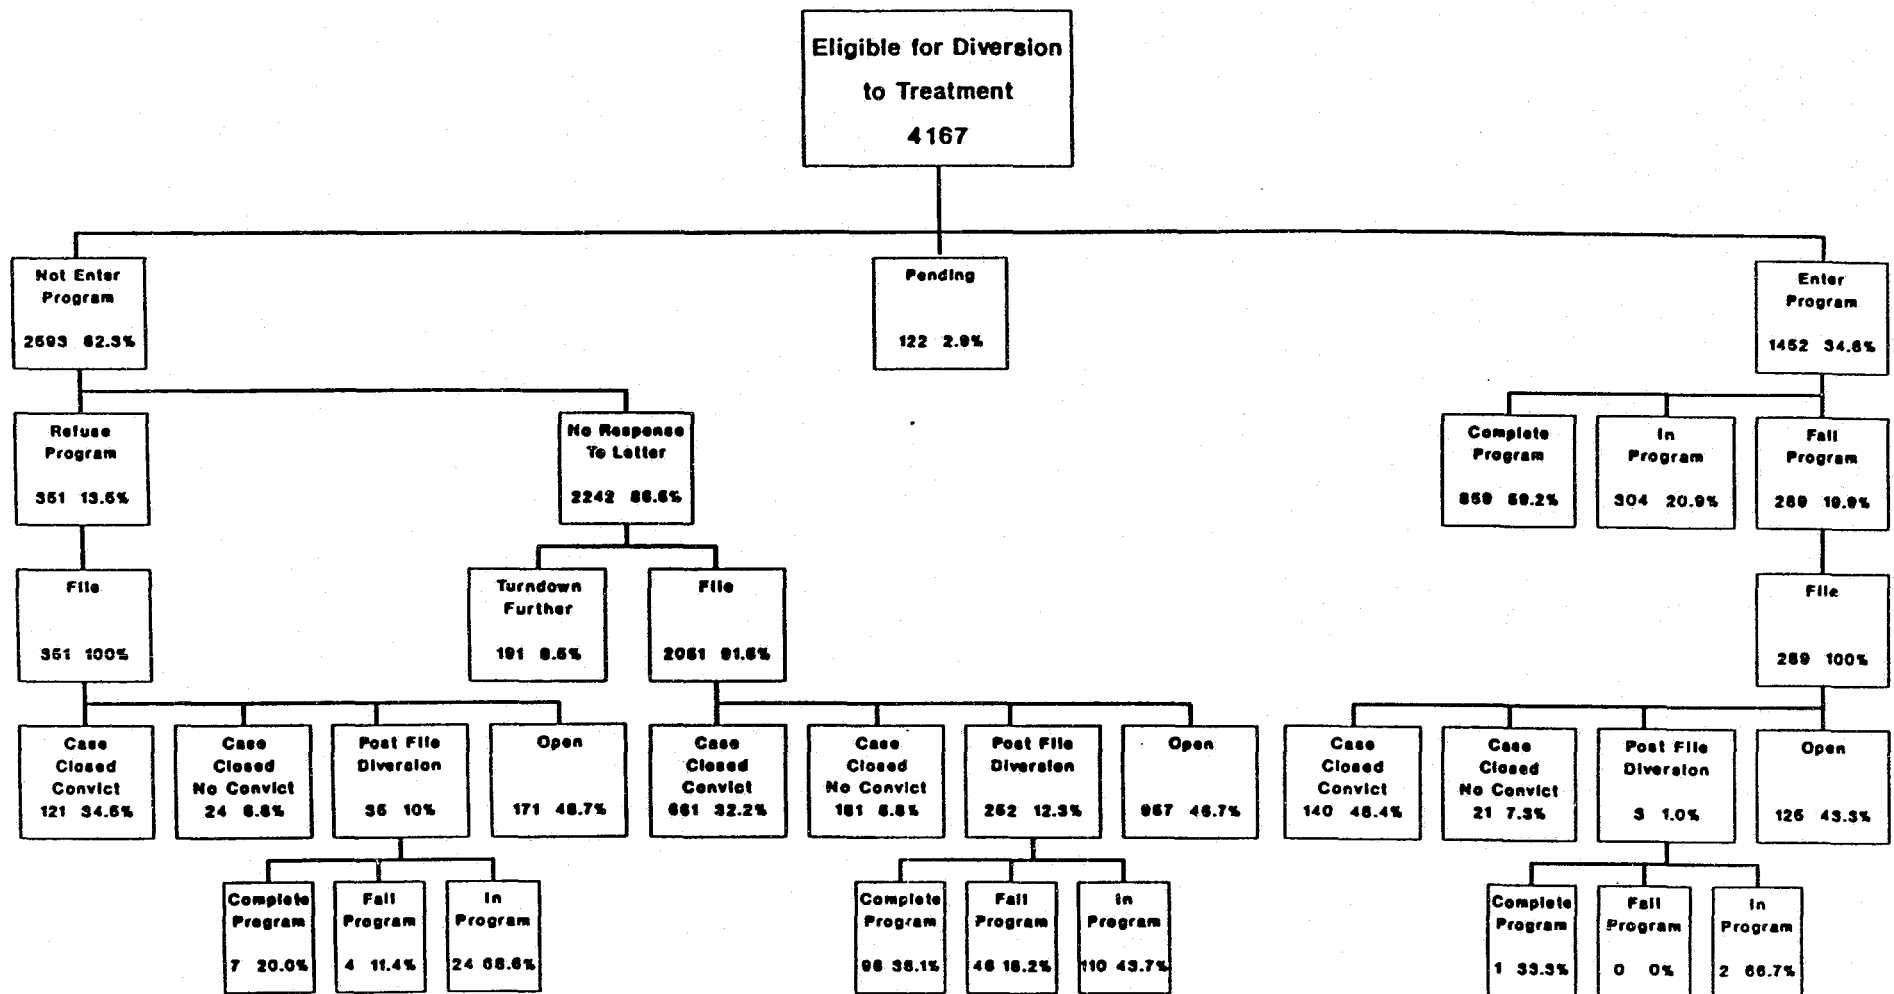 Eligible for Diversion
to Treatment
4167
Not Enter
Program
2593 62.3%
Pending
122 2.9%
Enter
Program
1452 34.8%
Refuse
Program
351 13.5%
No Response
To Letter
2242 86.5%
Complete
Program
859 59.2%
In
Program
304 20.9%
Fail
Program
289 19.9%
File
351 100%
Turndown
Further
191 8.5%
File
2051 91.5%
File
289 100%
Case
Closed
Convict
121 34.5%
Case
Closed
No Convict
24 6.8%
Post File
Diversion
35 10%
Open
171 48.7%
Case
Closed
Convict
661 32.2%
Case
Closed
No Convict
181 8.8%
Post File
Diversion
252 12.3%
Open
957 46.7%
Case
Closed
Convict
140 48.4%
Case
Closed
No Convict
21 7.3%
Post File
Diversion
3 1.0%
Open
125 43.3%
Complete
Program
7 20.0%
Fail
Program
4 11.4%
In
Program
24 68.6%
Complete
Program
96 38.1%
Fail
Program
46 18.2%
In
Program
110 43.7%
Complete
Program
1 33.3%
Fail
Program
0 0%
In
Program
2 66.7%